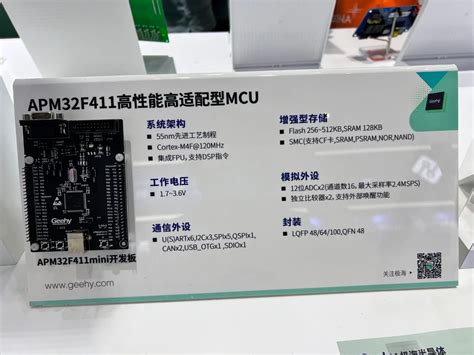 APM32F411高性能高适配型MCU
系统架构
55nm先进工艺制程
Cortex-M4F@120MHz
集成FPU,支持DSP指令
工作电压
1.7~3.6V
通信外设
U(S)ARTx6,I2Cx3,SPIx5,QSPIx1,
CANx2,USB_OTGx1,SDIOx1
增强型存储
Flash 256~512KB,SRAM 128KB
SMC(支持CF卡,SRAM,PSRAM,NOR,NAND)
模拟外设
12位ADCx2(通道数16,最大采样率2.4MSPS)
独立比较器x2,支持外部唤醒功能
封装
LQFP 48/64/100,QFN 48
Geehy
Geehy
APM32F411mini开发板
www.geehy.com
关注极海
极海半导体